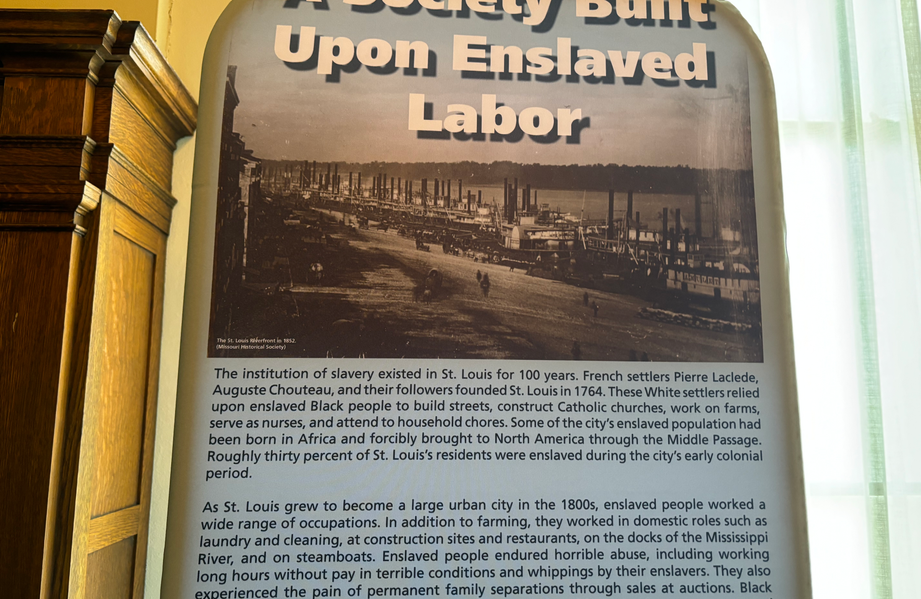 A Society Built
Upon Enslaved
Labor
The St. Louis Riverfront in 1852.
(Missouri Historical Society)
The institution of slavery existed in St. Louis for 100 years. French settlers Pierre Laclede,
Auguste Chouteau, and their followers founded St. Louis in 1764. These White settlers relied
upon enslaved Black people to build streets, construct Catholic churches, work on farms,
serve as nurses, and attend to household chores. Some of the city's enslaved population had
been born in Africa and forcibly brought to North America through the Middle Passage.
Roughly thirty percent of St. Louis's residents were enslaved during the city's early colonial
period.
As St. Louis grew to become a large urban city in the 1800s, enslaved people worked a
wide range of occupations. In addition to farming, they worked in domestic roles such as
laundry and cleaning, at construction sites and restaurants, on the docks of the Mississippi
River, and on steamboats. Enslaved people endured horrible abuse, including working
long hours without pay in terrible conditions and whippings by their enslavers. They also
experienced the pain of permanent family separations through sales at auctions. Black